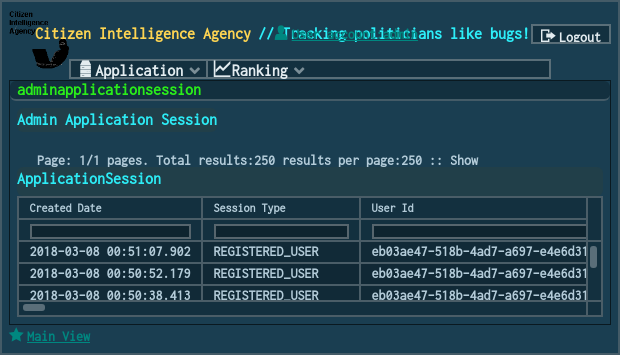 Citizen
Intelligence
Agency
Citizen Intelligence Agency // Tracking politicians like bugs!
Logout
Application Ranking
adminapplicationsession
Admin Application Session
Page: 1/1 pages. Total results:250 results per page:250 :: Show
ApplicationSession
Created Date Session Type User Id
2018-03-08 00:51:07.902 REGISTERED_USER eb03ae47-518b-4ad7-a697-e4e6d31
2018-03-08 00:50:52.179 REGISTERED_USER eb03ae47-518b-4ad7-a697-e4e6d31
2018-03-08 00:50:38.413 REGISTERED_USER eb03ae47-518b-4ad7-a697-e4e6d31
Main View